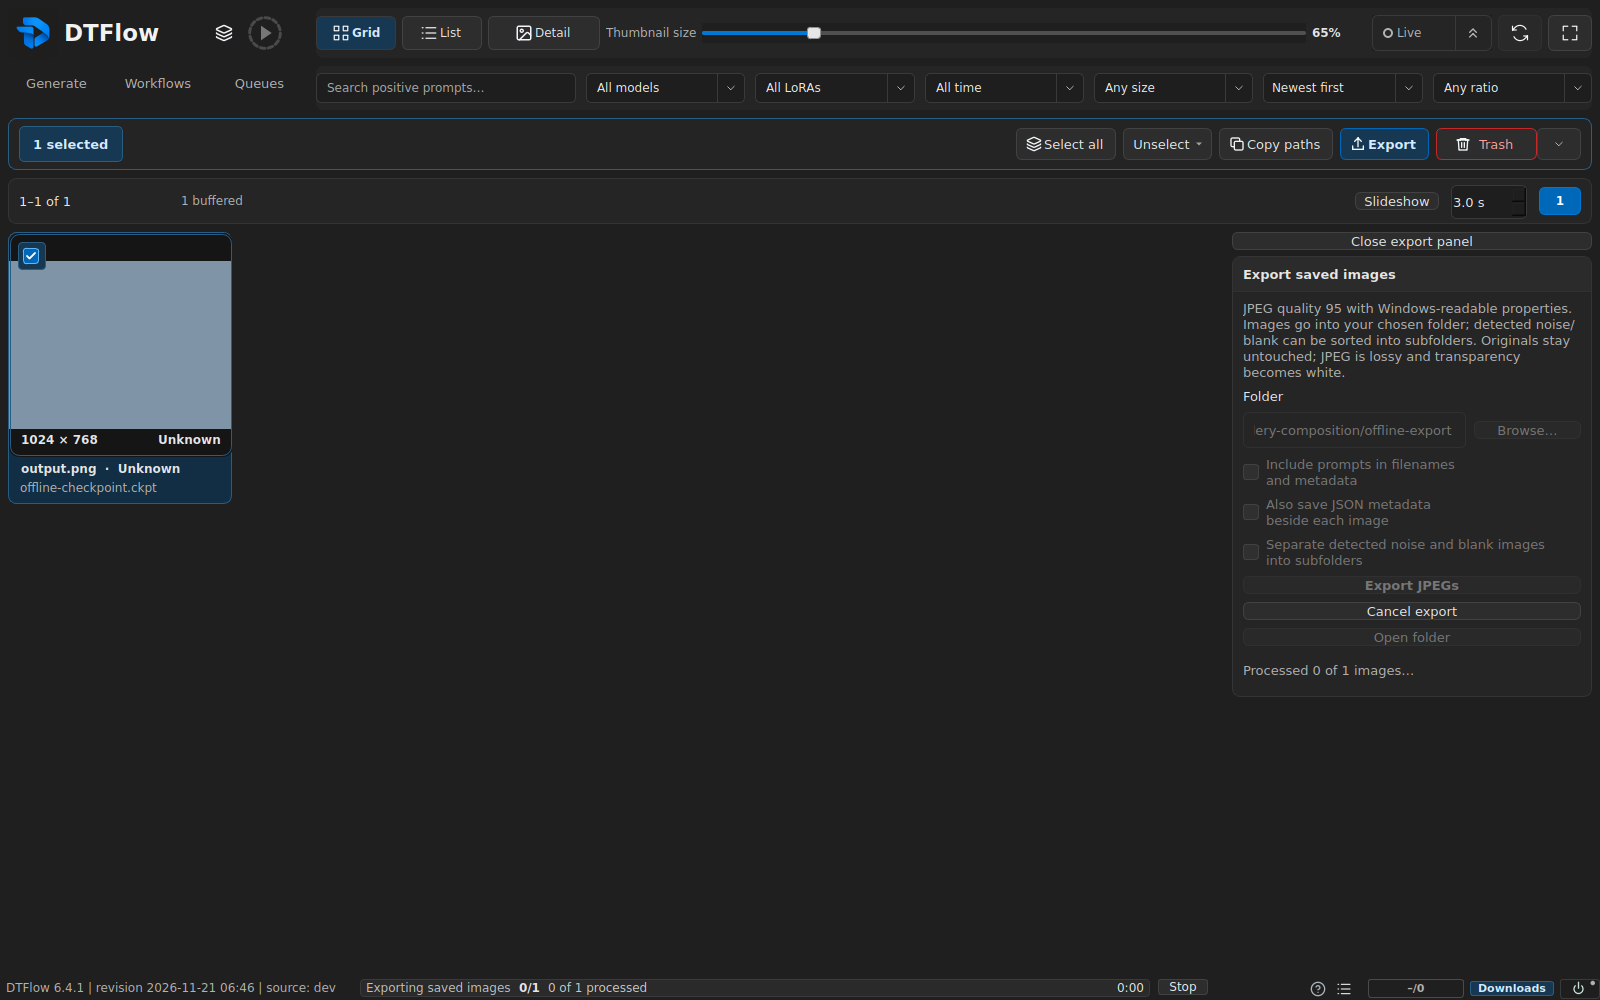 DTFlow
Grid
List
Detail
Thumbnail size
65%
Live
Generate
Workflows
Queues
Search positive prompts...
All models
All LoRAs
All time
Any size
Newest first
Any ratio
1 selected
Select all
Unselect
Copy paths
Export
Trash
1–1 of 1
1 buffered
Slideshow
3.0 s
1
1024 × 768
Unknown
output.png · Unknown
offline-checkpoint.ckpt
Close export panel
Export saved images
JPEG quality 95 with Windows-readable properties.
Images go into your chosen folder; detected noise/
blank can be sorted into subfolders. Originals stay
untouched; JPEG is lossy and transparency
becomes white.
Folder
ery-composition/offline-export
Browse...
Include prompts in filenames
and metadata
Also save JSON metadata
beside each image
Separate detected noise and blank images
into subfolders
Export JPEGs
Cancel export
Open folder
Processed 0 of 1 images...
DTFlow 6.4.1 | revision 2026-11-21 06:46 | source: dev
Exporting saved images 0/1 0 of 1 processed
0:00
Stop
–/0
Downloads